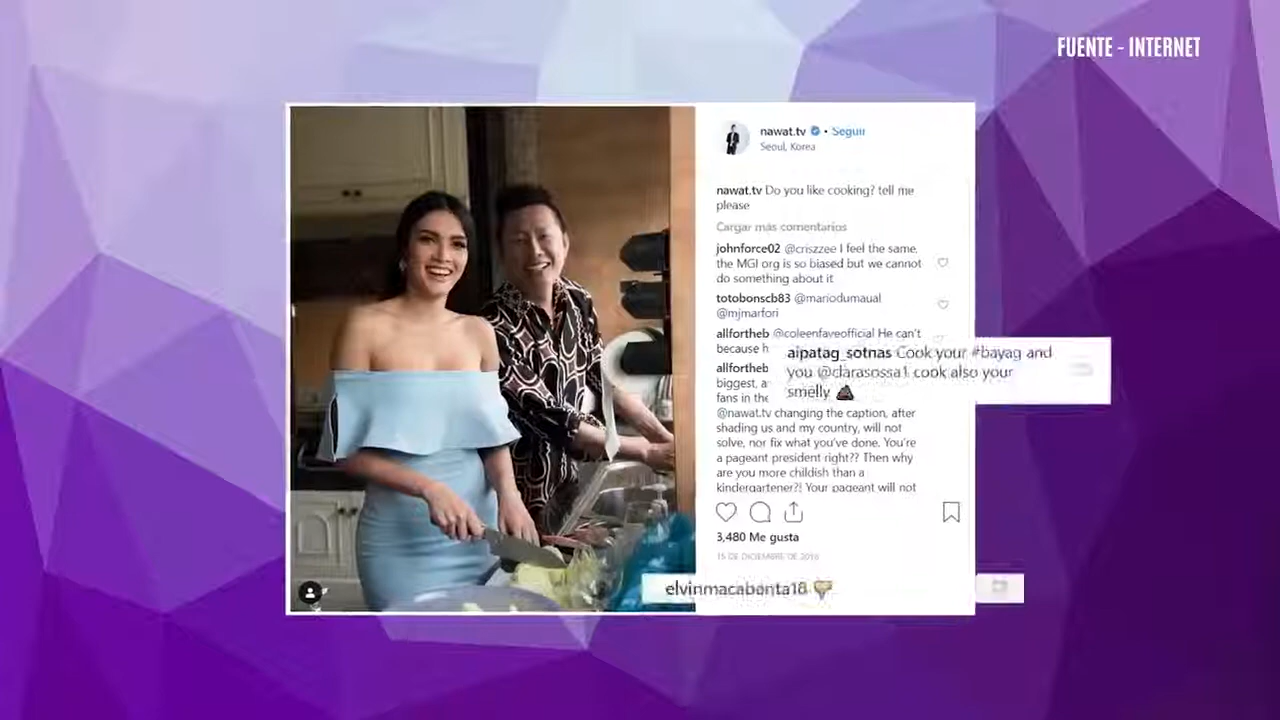 FUENTE - INTERNET
nawat.tv • Seguir
Seoul, Korea
nawat.tv Do you like cooking? tell me
please
Cargar más comentarios
johnforce02 @criszzee I feel the same,
the MGI org is so biased but we cannot
do something about it
totobonscb83 @mariodumaual
@mjmarfori
allfortheb @coleenfaveofficial He can't
because h
aipatag_sotnas Cook your #bayag and
you @clarasossa1 cook also your
smelly 💩
allfortheb
biggest, a
fans in the
@nawat.tv changing the caption, after
shading us and my country, will not
solve, nor fix what you've done. You're
a pageant president right?? Then why
are you more childish than a
kindergartener?! Your pageant will not
3,480 Me gusta
15 DE DICIEMBRE DE 2018
elvinmacabenta18